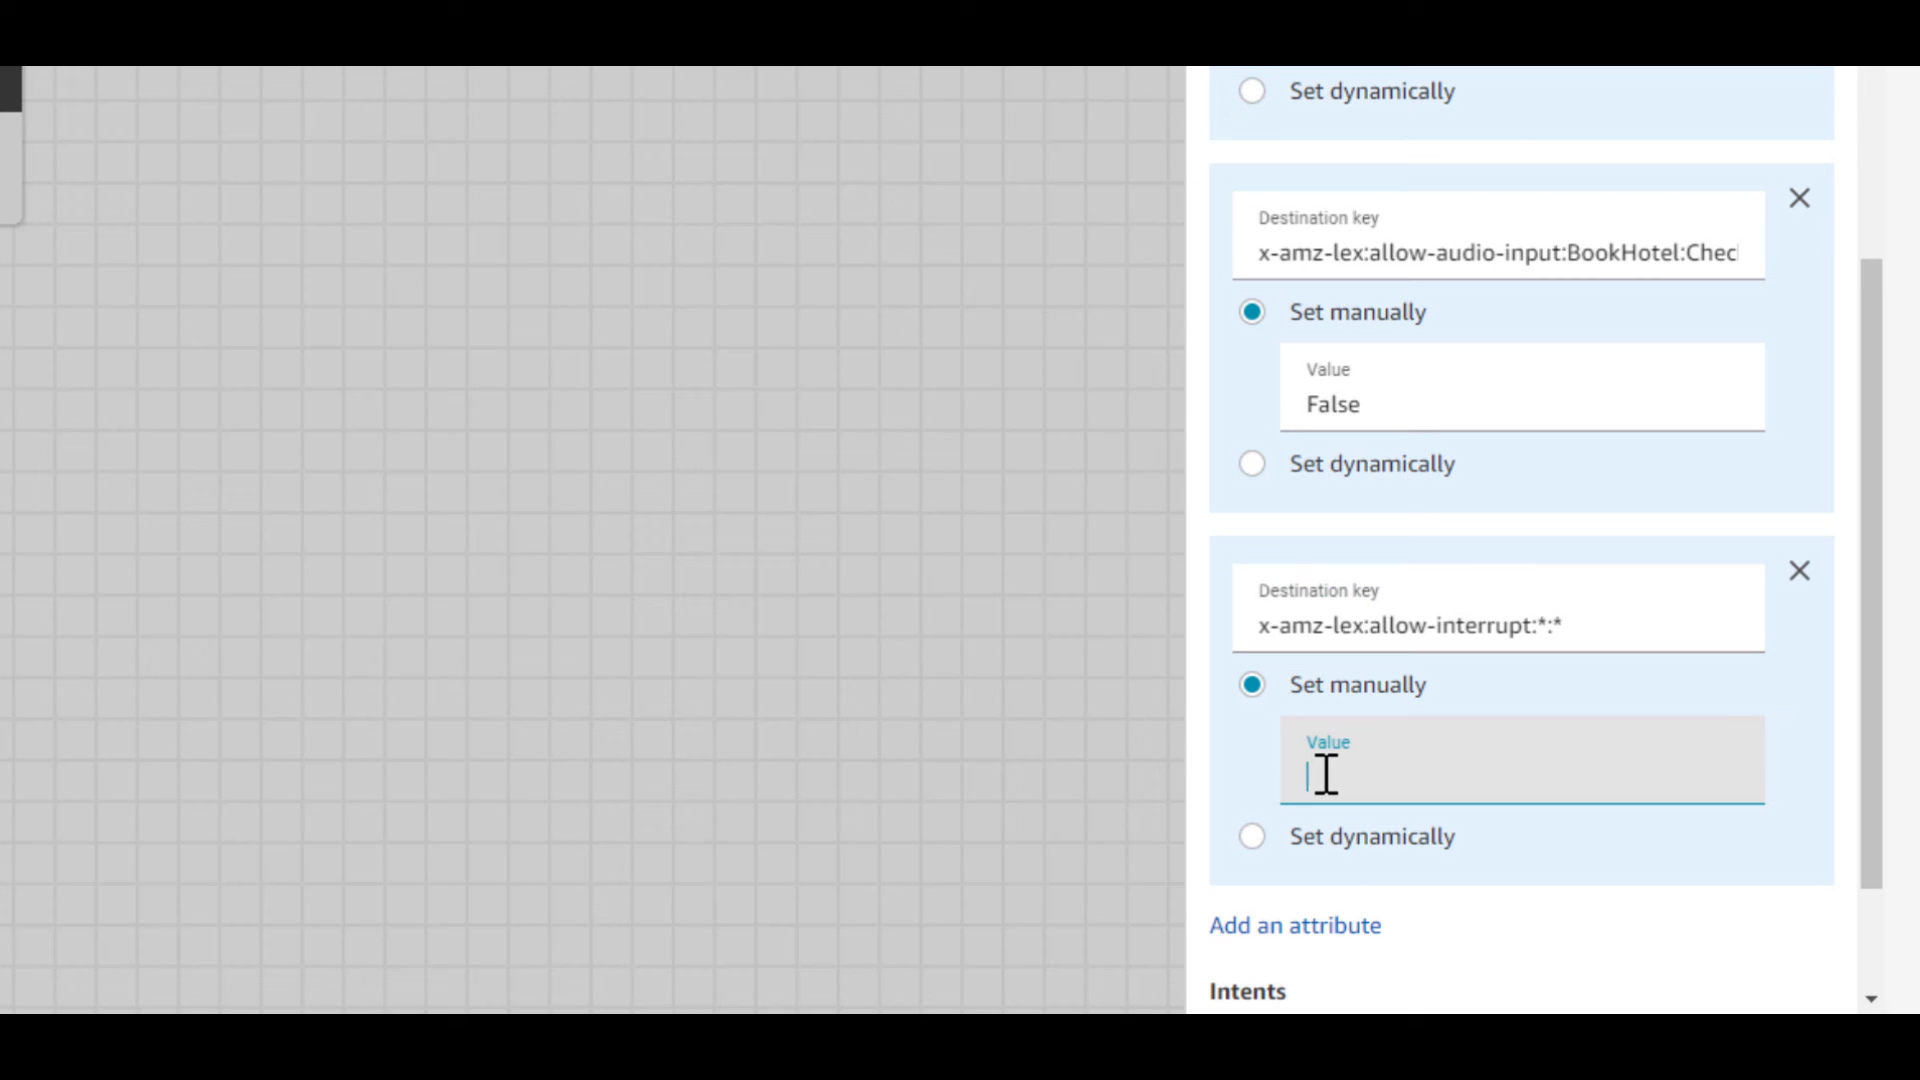 Set dynamically
Destination key
x-amz-lex:allow-audio-input:BookHotel:Chec
Set manually
Value
False
Set dynamically
Destination key
x-amz-lex:allow-interrupt:*:*
Set manually
Value
Set dynamically
Add an attribute
Intents